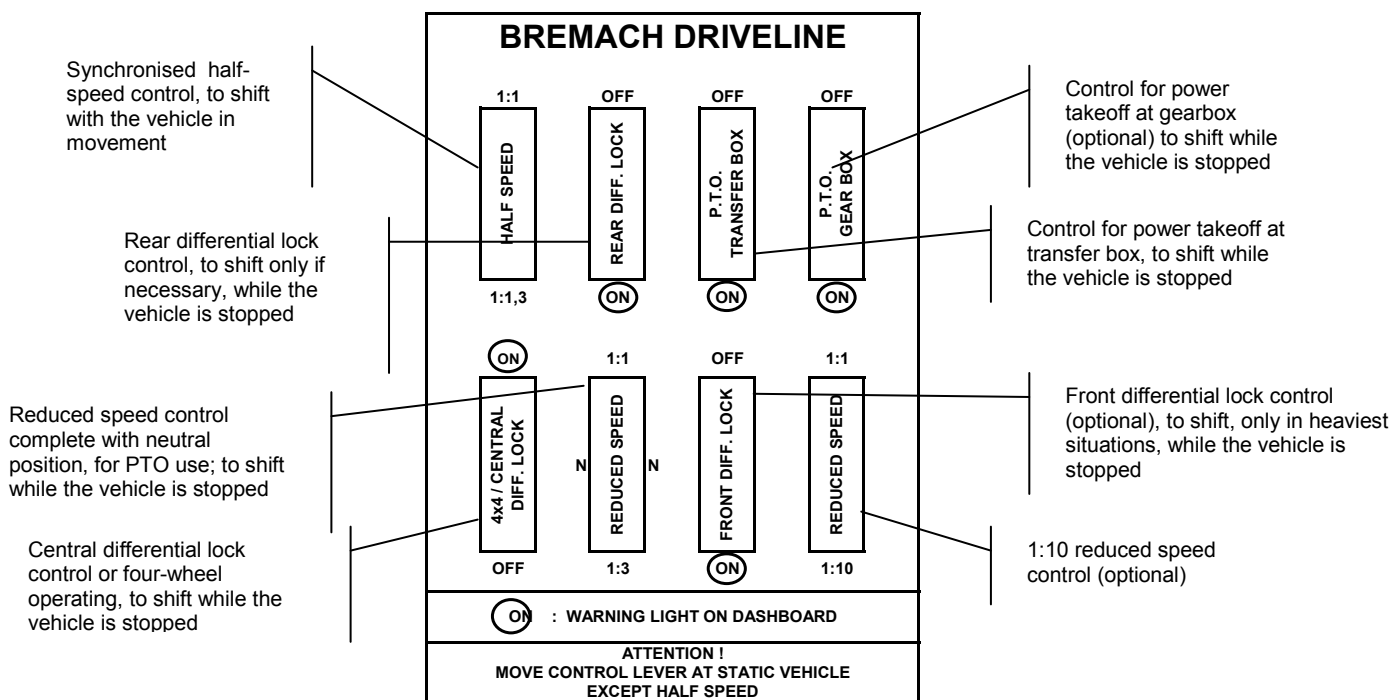 BREMACH DRIVELINE
Synchronised half-
speed control, to shift
with the vehicle in
movement
Rear differential lock
control, to shift only if
necessary, while the
vehicle is stopped
Reduced speed control
complete with neutral
position, for PTO use; to shift
while the vehicle is stopped
Central differential lock
control or four-wheel
operating, to shift while the
vehicle is stopped
1:1
HALF SPEED
1:1,3
OFF
REAR DIFF. LOCK
ON
OFF
P.T.O.
TRANSFER BOX
ON
OFF
P.T.O.
GEAR BOX
ON
ON
4x4 / CENTRAL
DIFF. LOCK
OFF
1:1
N
REDUCED SPEED
N
1:3
OFF
FRONT DIFF. LOCK
ON
1:1
REDUCED SPEED
1:10
Control for power
takeoff at gearbox
(optional) to shift while
the vehicle is stopped
Control for power takeoff at
transfer box, to shift while
the vehicle is stopped
Front differential lock control
(optional), to shift, only in heaviest
situations, while the vehicle is
stopped
1:10 reduced speed
control (optional)
ON : WARNING LIGHT ON DASHBOARD
ATTENTION !
MOVE CONTROL LEVER AT STATIC VEHICLE
EXCEPT HALF SPEED